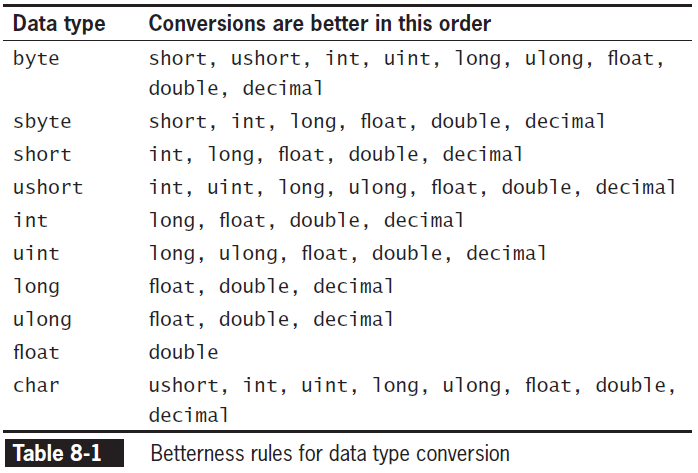 Data type Conversions are better in this order
byte short, ushort, int, uint, long, ulong, float,
double, decimal
sbyte short, int, long, float, double, decimal
short int, long, float, double, decimal
ushort int, uint, long, ulong, float, double, decimal
int long, float, double, decimal
uint long, ulong, float, double, decimal
long float, double, decimal
ulong float, double, decimal
float double
char ushort, int, uint, long, ulong, float, double,
decimal
Table 8-1 Betterness rules for data type conversion